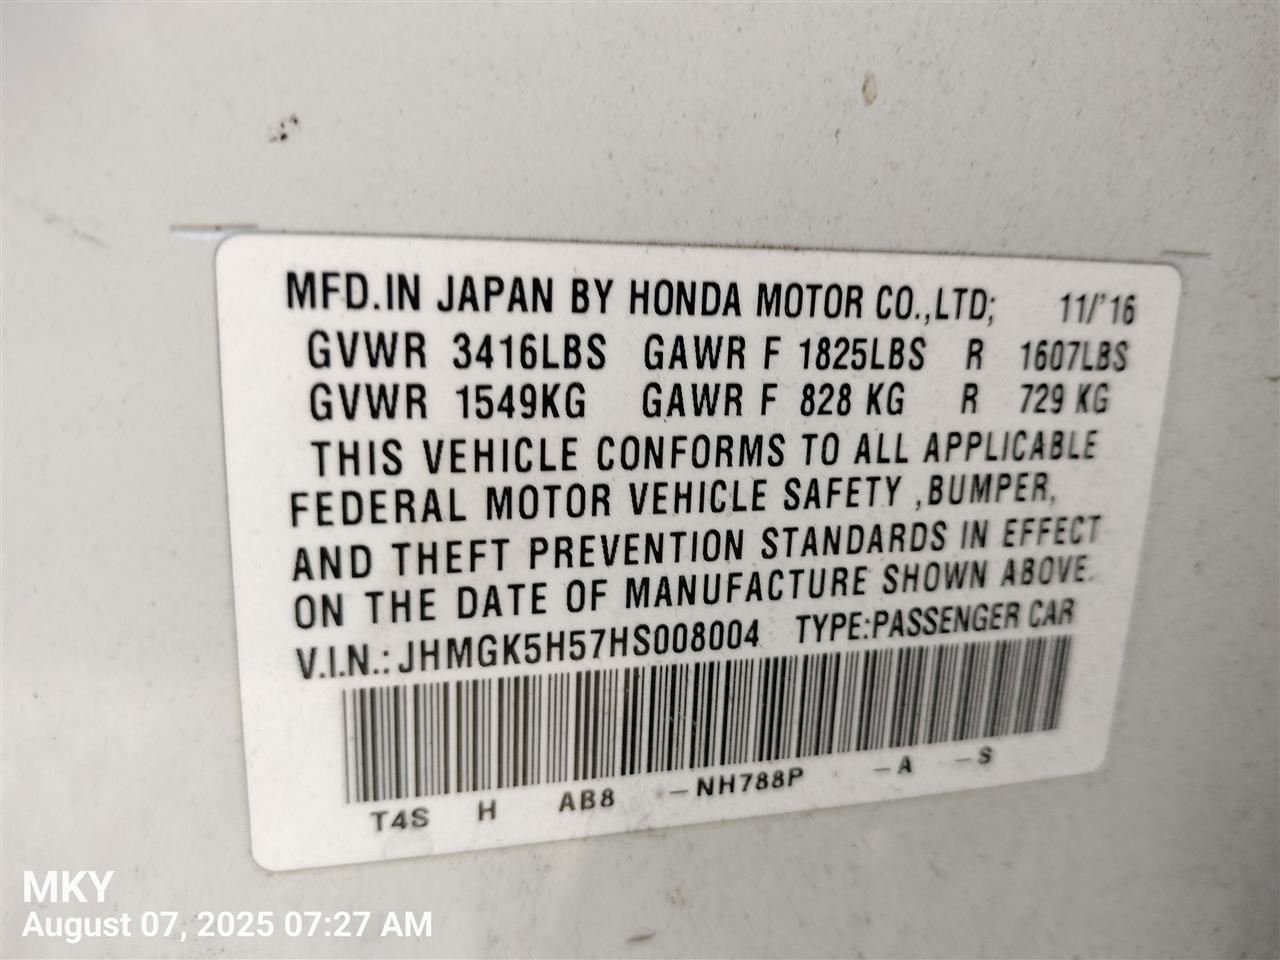 MFD.IN JAPAN BY HONDA MOTOR CO.,LTD; 11/'16
GVWR 3416LBS GAWR F 1825LBS R 1607LBS
GVWR 1549KG GAWR F 828 KG R 729 KG
THIS VEHICLE CONFORMS TO ALL APPLICABLE
FEDERAL MOTOR VEHICLE SAFETY ,BUMPER,
AND THEFT PREVENTION STANDARDS IN EFFECT
ON THE DATE OF MANUFACTURE SHOWN ABOVE.
V.I.N.: JHMGK5H57HS008004 TYPE:PASSENGER CAR
T4S H AB8 -NH788P -A -S
MKY
August 07, 2025 07:27 AM